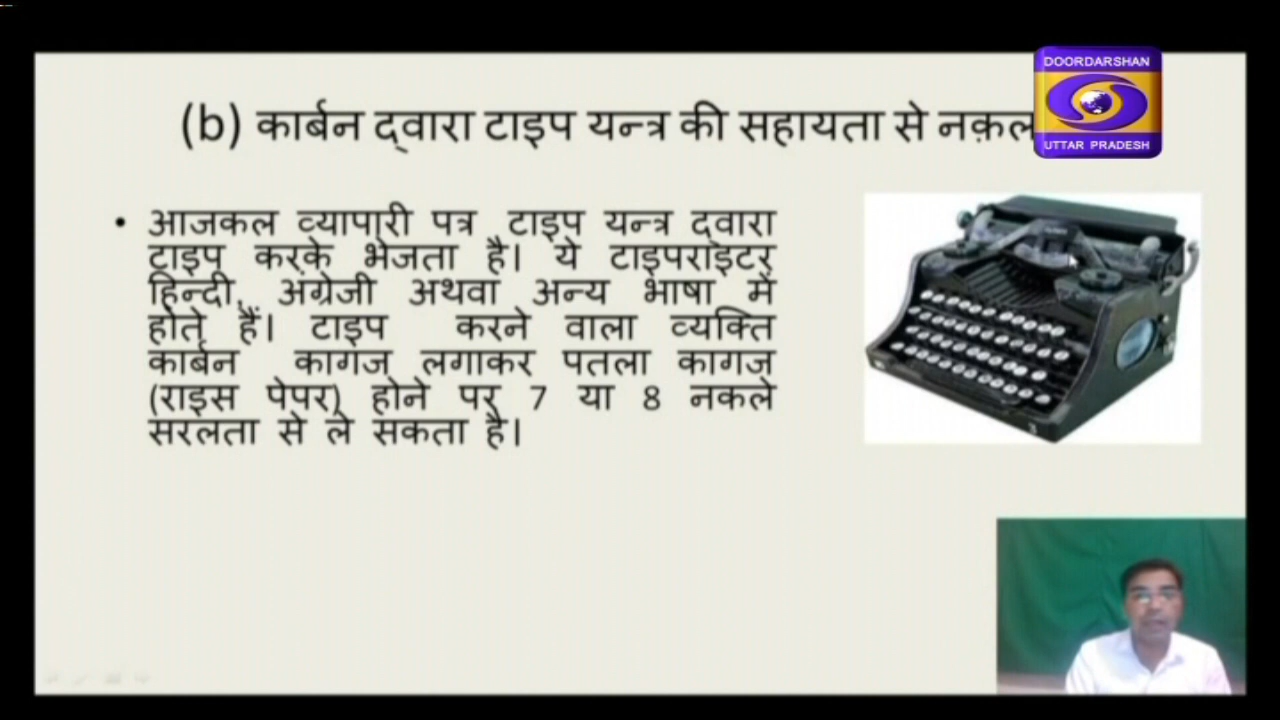 DOORDARSHAN
UTTAR PRADESH
(b) कार्बन द्वारा टाइप यन्त्र की सहायता से नक़ल
• आजकल व्यापारी पत्र टाइप यन्त्र द्वारा
टाइप करके भेजता है। ये टाइपराइटर
हिन्दी, अंग्रेजी अथवा अन्य भाषा में
होते हैं। टाइप करने वाला व्यक्ति
कार्बन कागज लगाकर पतला कागज
(राइस पेपर) होने पर 7 या 8 नकले
सरलता से ले सकता है।